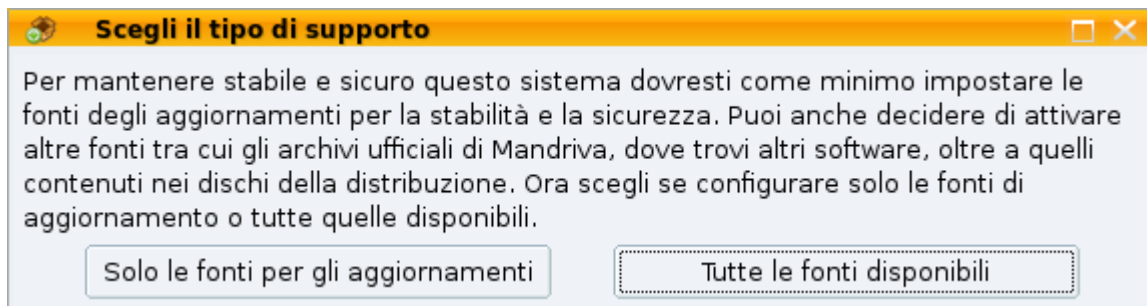 Scegli il tipo di supporto
Per mantenere stabile e sicuro questo sistema dovresti come minimo impostare le
fonti degli aggiornamenti per la stabilità e la sicurezza. Puoi anche decidere di attivare
altre fonti tra cui gli archivi ufficiali di Mandriva, dove trovi altri software, oltre a quelli
contenuti nei dischi della distribuzione. Ora scegli se configurare solo le fonti di
aggiornamento o tutte quelle disponibili.
Solo le fonti per gli aggiornamenti
Tutte le fonti disponibili